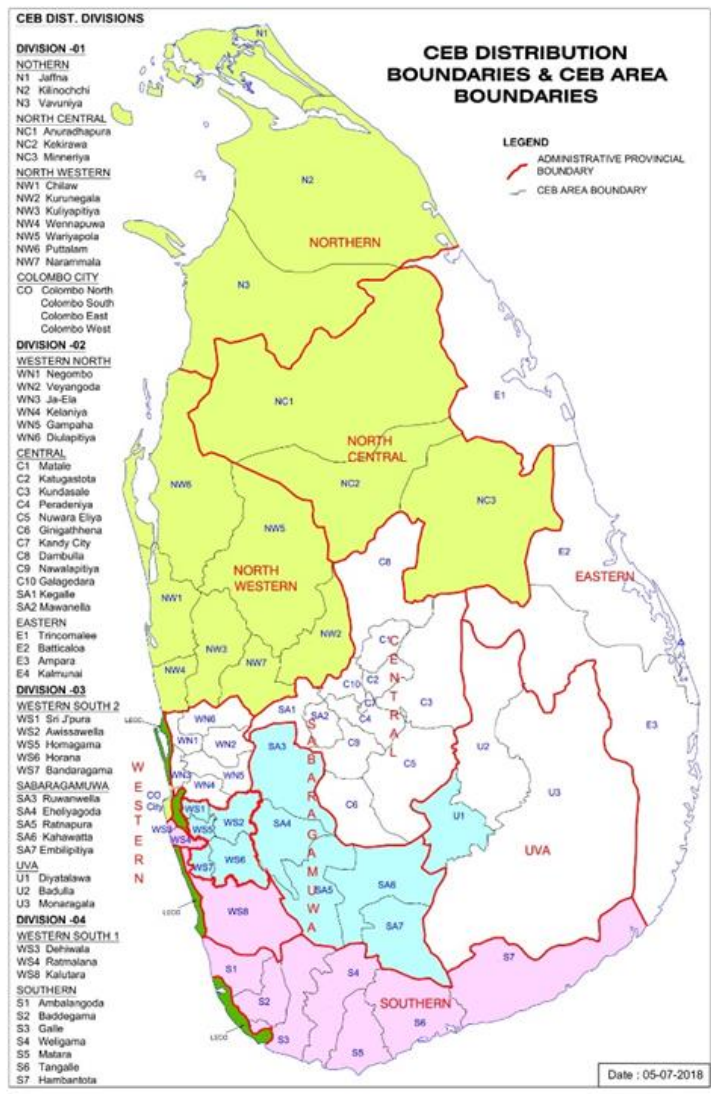 CEB DIST. DIVISIONS
DIVISION -01
NOTHERN
N1 Jaffna
N2 Kilinochchi
N3 Vavuniya
NORTH CENTRAL
NC1 Anuradhapura
NC2 Kekirawa
NC3 Minneriya
NORTH WESTERN
NW1 Chilaw
NW2 Kurunegala
NW3 Kuliyapitiya
NW4 Wennapuwa
NW5 Wariyapola
NW6 Puttalam
NW7 Narammala
COLOMBO CITY
CO Colombo North
Colombo South
Colombo East
Colombo West
DIVISION -02
WESTERN NORTH
WN1 Negombo
WN2 Veyangoda
WN3 Ja-Ela
WN4 Kelaniya
WN5 Gampaha
WN6 Diulapitiya
CENTRAL
C1 Matale
C2 Katugastota
C3 Kundasale
C4 Peradeniya
C5 Nuwara Eliya
C6 Ginigathhena
C7 Kandy City
C8 Dambulla
C9 Nawalapitiya
C10 Galagedara
SA1 Kegalle
SA2 Mawanella
EASTERN
E1 Trincomalee
E2 Batticaloa
E3 Ampara
E4 Kalmunai
DIVISION -03
WESTERN SOUTH 2
WS1 Sri J'pura
WS2 Awissawella
WS5 Homagama
WS6 Horana
WS7 Bandaragama
SABARAGAMUWA
SA3 Ruwanwella
SA4 Eheliyagoda
SA5 Ratnapura
SA6 Kahawatta
SA7 Embilipitiya
UVA
U1 Diyatalawa
U2 Badulla
U3 Monaragala
DIVISION -04
WESTERN SOUTH 1
WS3 Dehiwala
WS4 Ratmalana
WS8 Kalutara
SOUTHERN
S1 Ambalangoda
S2 Baddegama
S3 Galle
S4 Weligama
S5 Matara
S6 Tangalle
S7 Hambantota
CEB DISTRIBUTION
BOUNDARIES & CEB AREA
BOUNDARIES
LEGEND
ADMINISTRATIVE PROVINCIAL
BOUNDARY
CEB AREA BOUNDARY
N1
N2
NORTHERN
N3
E1
NC1
NORTH
CENTRAL
NC2
NC3
NW6
NW5
C8
E2
EASTERN
NORTH
WESTERN
NW1
NW3
NW2
NW4
NW7
C1
C2
C10
C7
C3
C4
CENTRAL
LECO
WN6
SA1
SA2
E3
WN1
WN2
SA3
C9
U2
C5
WN3
WN5
WN4
U3
WESTERN
CO
City
WS1
WS2
SA4
C6
U1
WS3
WS5
WS4
WS6
WS7
SABARAGAMUWA
UVA
SA5
SA6
LECO
WS8
SA7
S7
S1
S4
S2
SOUTHERN
S6
LECO
S3
S5
Date : 05-07-2018